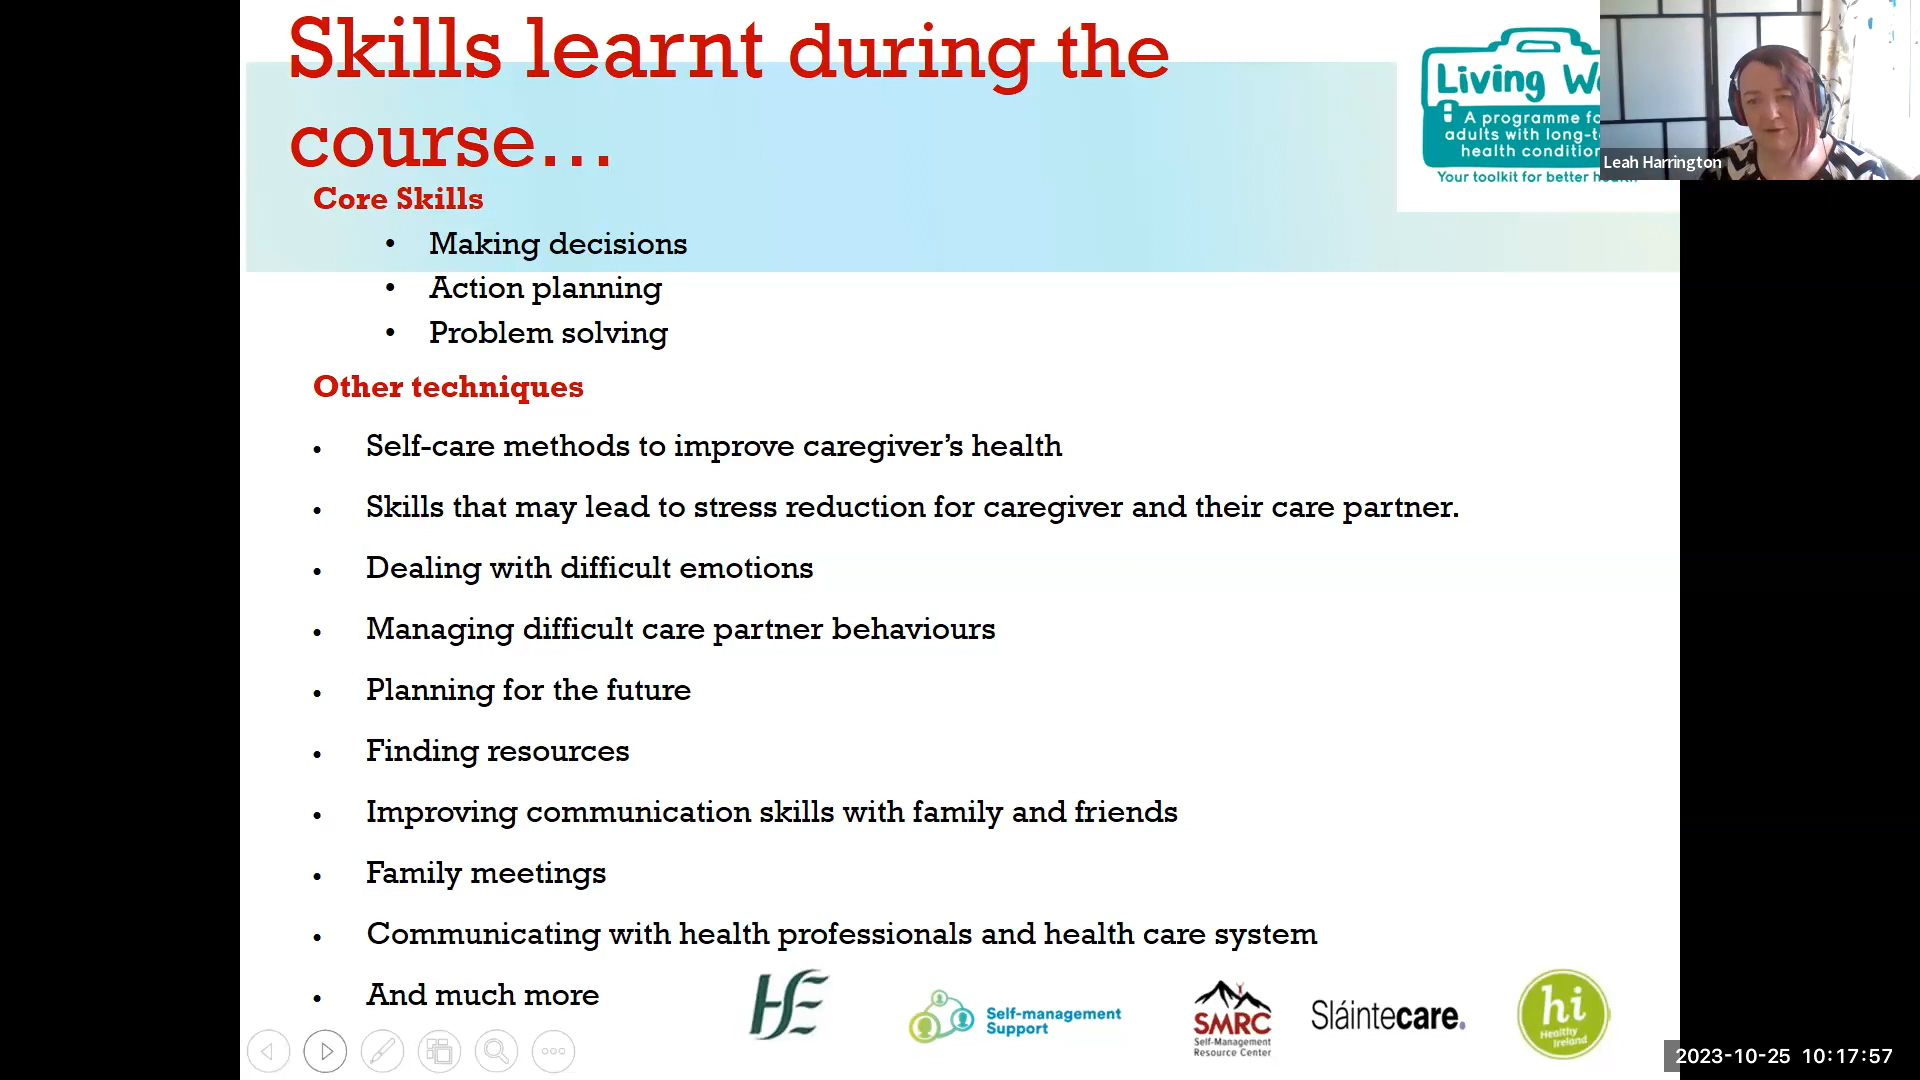 Skills learnt during the
course...
Core Skills
• Making decisions
• Action planning
• Problem solving
Other techniques
• Self-care methods to improve caregiver’s health
• Skills that may lead to stress reduction for caregiver and their care partner.
• Dealing with difficult emotions
• Managing difficult care partner behaviours
• Planning for the future
• Finding resources
• Improving communication skills with family and friends
• Family meetings
• Communicating with health professionals and health care system
• And much more
Living
A programme
adults with
health
Your toolkit for better
Leah Harrington
HSE
Self-management
Support
SMRC
Self-Management
Resource Center
Sláintecare.
hi
Healthy
Ireland
2023-10-25 10:17:57